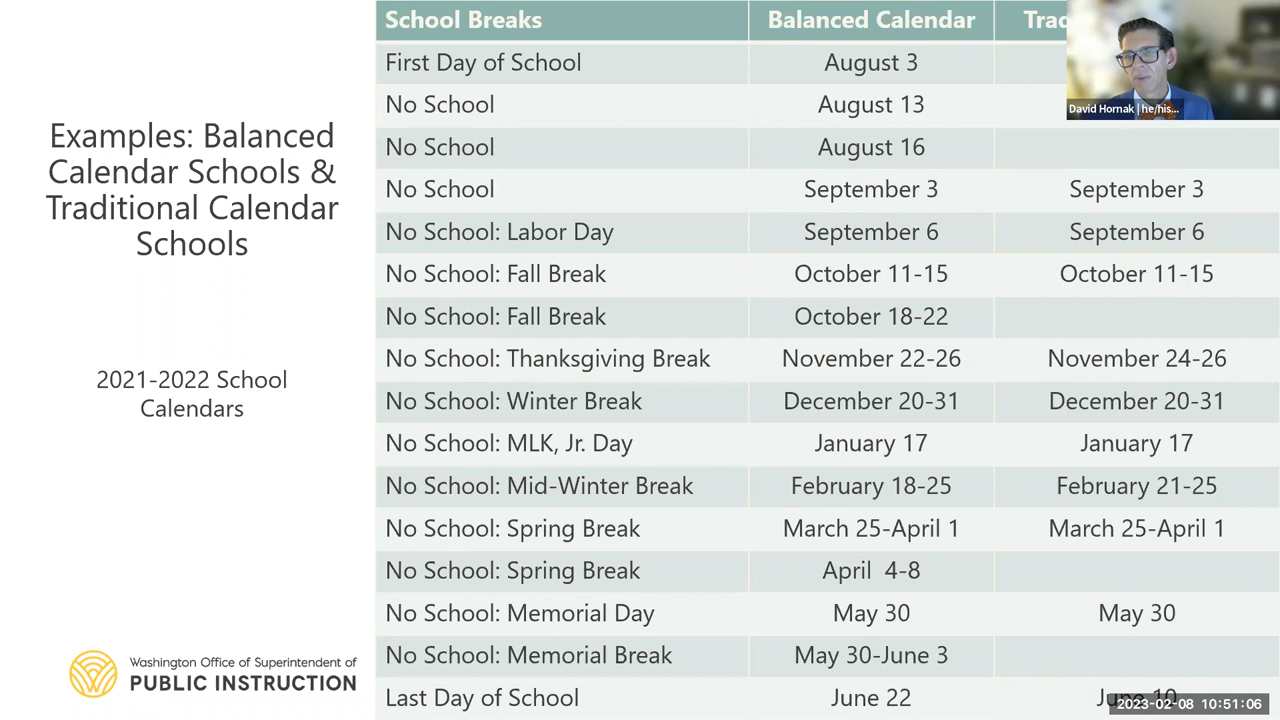 School Breaks Balanced Calendar
First Day of School August 3
No School August 13
No School August 16
No School September 3 September 3
No School: Labor Day September 6 September 6
No School: Fall Break October 11-15 October 11-15
No School: Fall Break October 18-22
No School: Thanksgiving Break November 22-26 November 24-26
No School: Winter Break December 20-31 December 20-31
No School: MLK, Jr. Day January 17 January 17
No School: Mid-Winter Break February 18-25 February 21-25
No School: Spring Break March 25-April 1 March 25-April 1
No School: Spring Break April 4-8
No School: Memorial Day May 30 May 30
No School: Memorial Break May 30-June 3
Last Day of School June 22 June 10
David Hornak | he/his...
Examples: Balanced
Calendar Schools &
Traditional Calendar
Schools
2021-2022 School
Calendars
Washington Office of Superintendent of
PUBLIC INSTRUCTION
2023-02-08 10:51:06